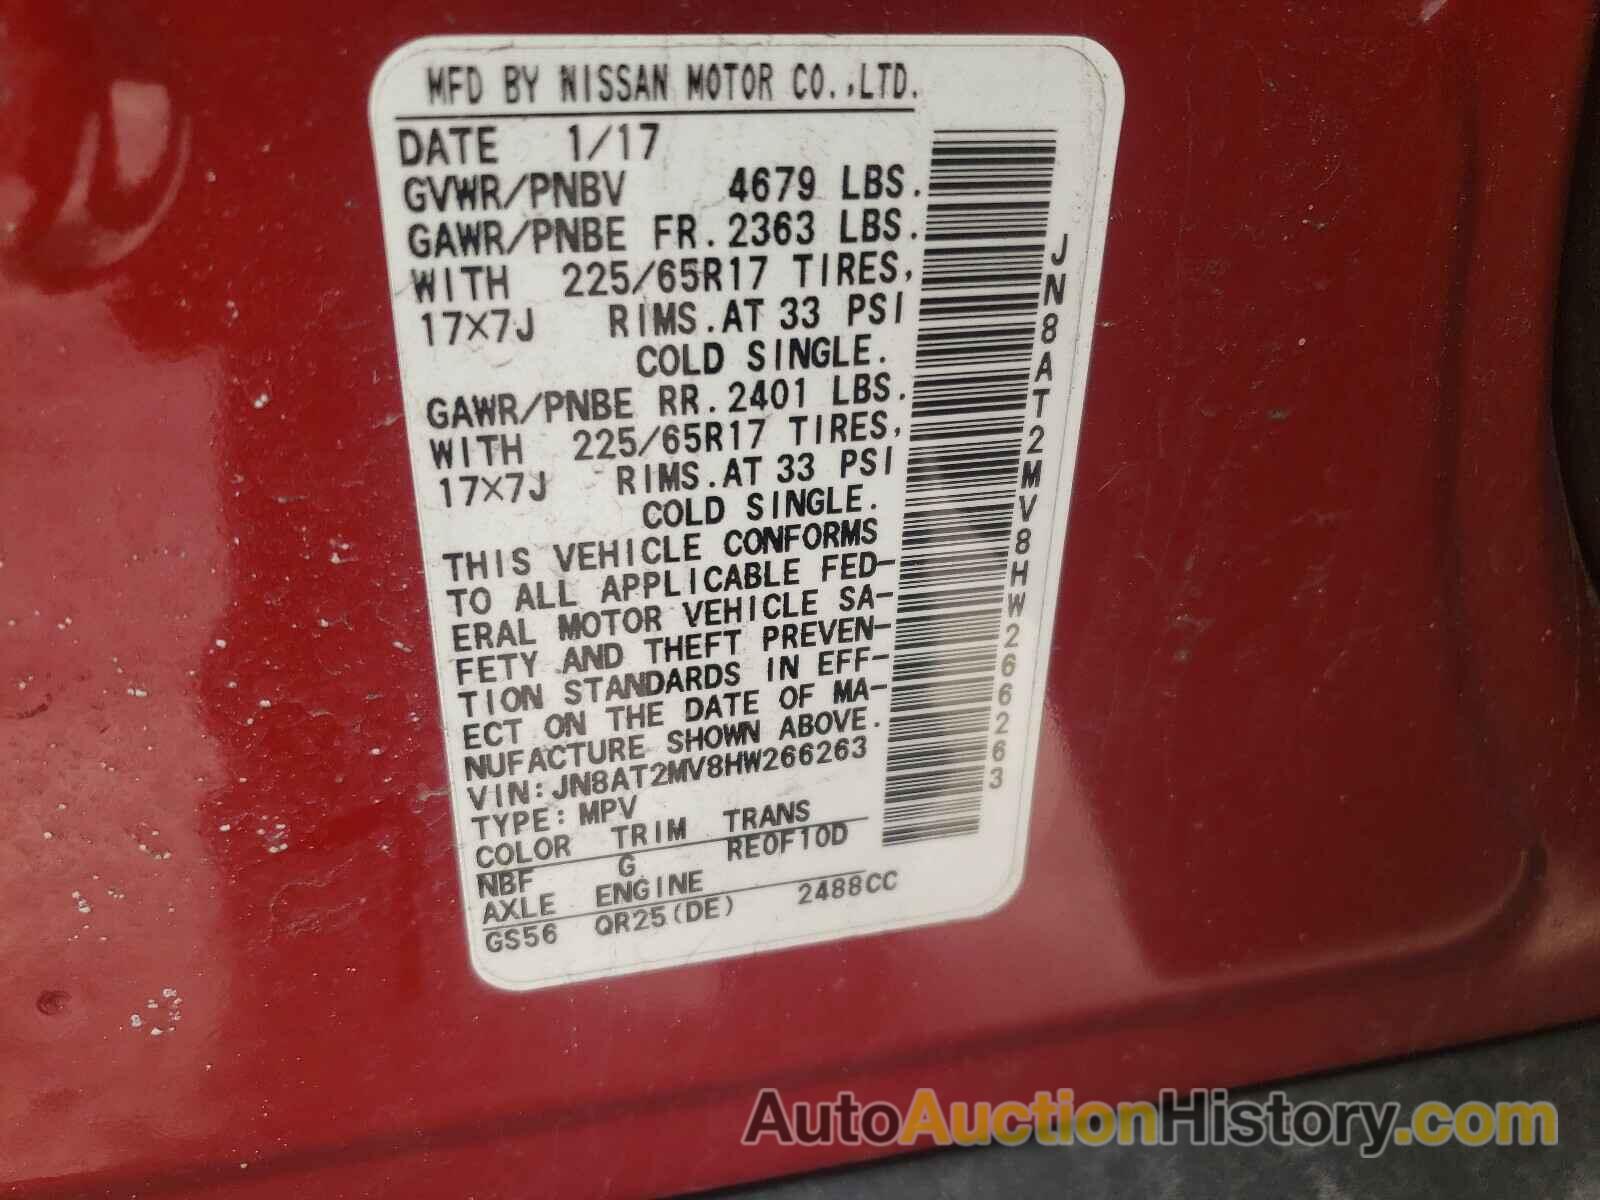 MFD BY NISSAN MOTOR CO.,LTD.
DATE 1/17
GVWR/PNBV 4679 LBS.
GAWR/PNBE FR.2363 LBS.
WITH 225/65R17 TIRES,
17X7J RIMS.AT 33 PSI
COLD SINGLE.
GAWR/PNBE RR.2401 LBS.
WITH 225/65R17 TIRES,
17X7J RIMS.AT 33 PSI
COLD SINGLE.
THIS VEHICLE CONFORMS
TO ALL APPLICABLE FED-
ERAL MOTOR VEHICLE SA-
FETY AND THEFT PREVEN-
TION STANDARDS IN EFF-
ECT ON THE DATE OF MA-
NUFACTURE SHOWN ABOVE.
VIN:JN8AT2MV8HW266263
TYPE:MPV
COLOR TRIM TRANS
NBF G RE0F10D
AXLE ENGINE
GS56 QR25(DE) 2488CC
JN8AT2MV8HW266263
AutoAuctionHistory.com